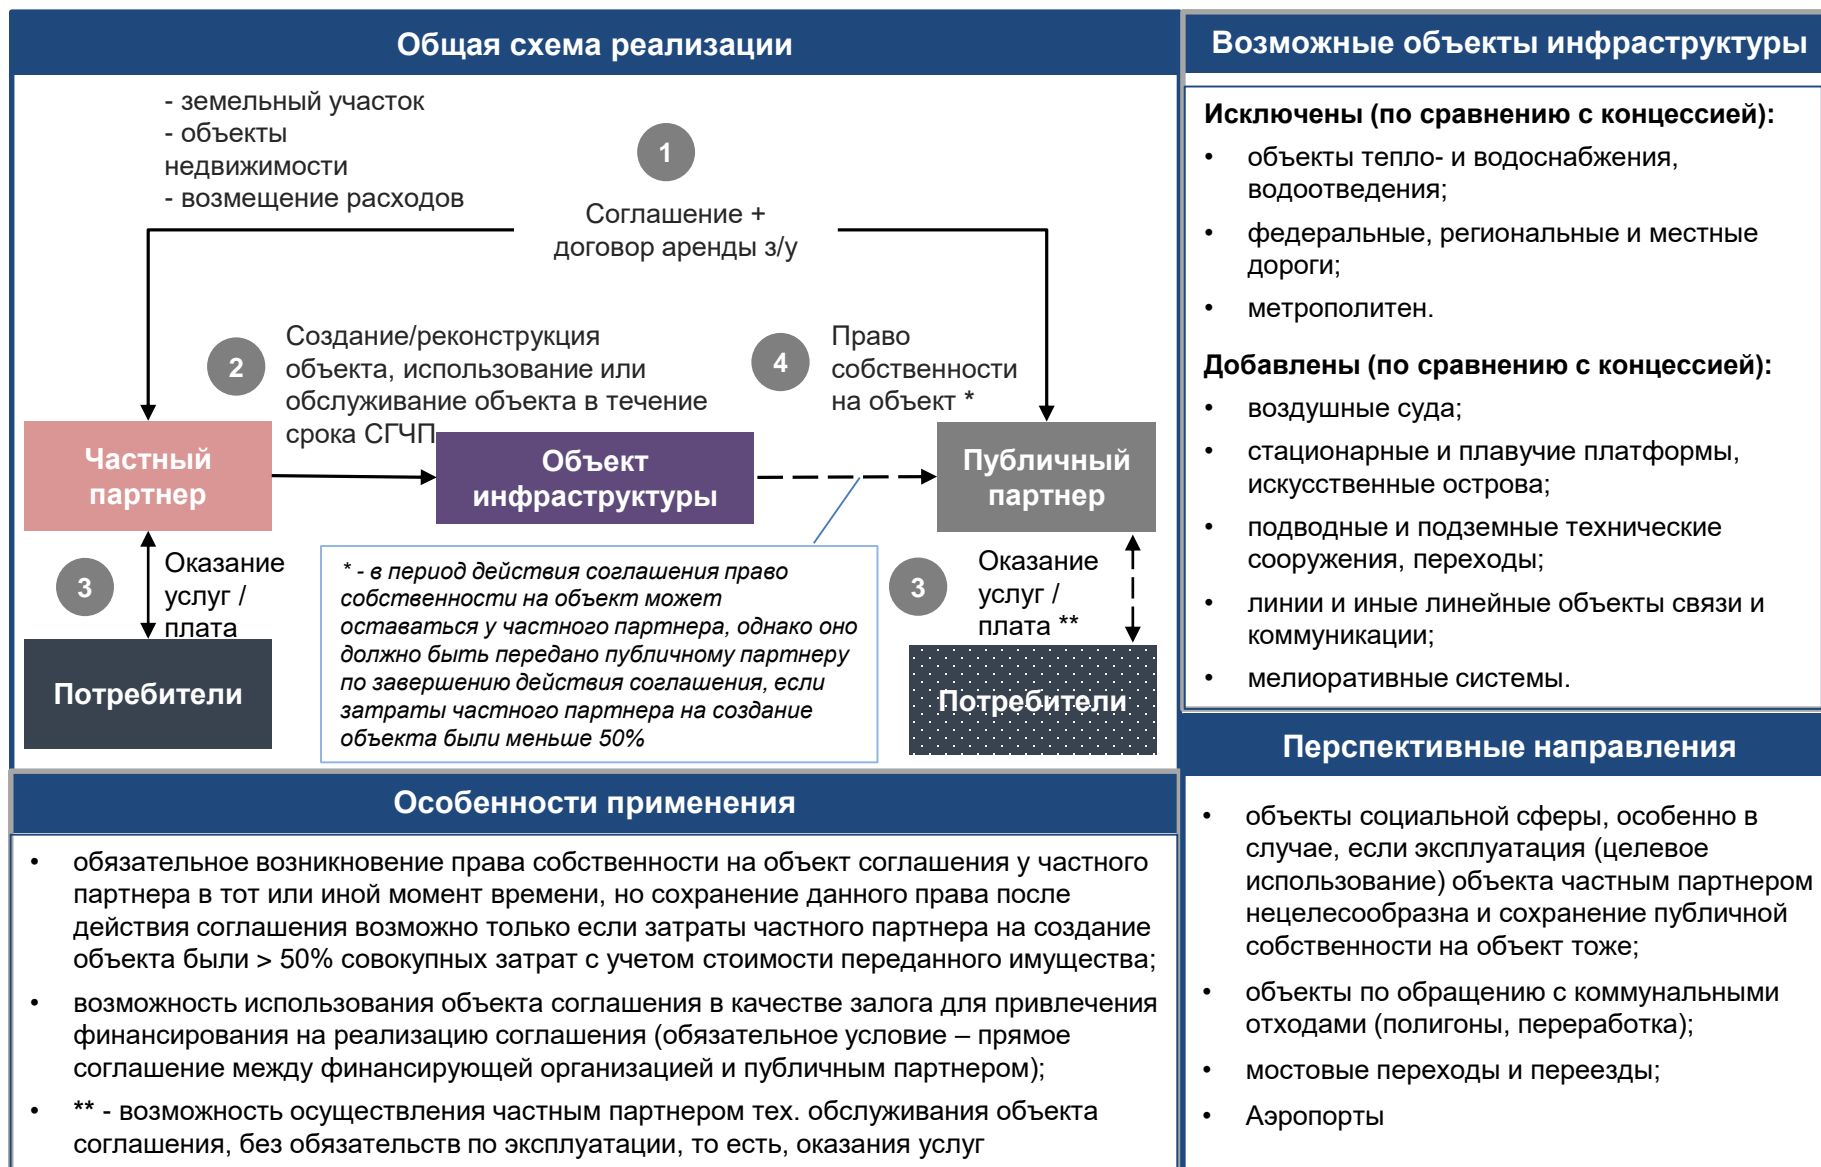 Общая схема реализации
- земельный участок
- объекты
недвижимости
- возмещение расходов
1
Соглашение +
договор аренды з/у
2
Создание/реконструкция
объекта, использование или
обслуживание объекта в течение
срока СГЧП
4
Право
собственности
на объект *
Частный
партнер
Объект
инфраструктуры
Публичный
партнер
3
Оказание
услуг /
плата
* - в период действия соглашения право
собственности на объект может
оставаться у частного партнера, однако оно
должно быть передано публичному партнеру
по завершению действия соглашения, если
затраты частного партнера на создание
объекта были меньше 50%
3
Оказание
услуг /
плата **
Потребители
Потребители
Особенности применения
• обязательное возникновение права собственности на объект соглашения у частного
партнера в тот или иной момент времени, но сохранение данного права после
действия соглашения возможно только если затраты частного партнера на создание
объекта были > 50% совокупных затрат с учетом стоимости переданного имущества;
• возможность использования объекта соглашения в качестве залога для привлечения
финансирования на реализацию соглашения (обязательное условие – прямое
соглашение между финансирующей организацией и публичным партнером);
• ** - возможность осуществления частным партнером тех. обслуживания объекта
соглашения, без обязательств по эксплуатации, то есть, оказания услуг
Возможные объекты инфраструктуры
Исключены (по сравнению с концессией):
• объекты тепло- и водоснабжения,
водоотведения;
• федеральные, региональные и местные
дороги;
• метрополитен.
Добавлены (по сравнению с концессией):
• воздушные суда;
• стационарные и плавучие платформы,
искусственные острова;
• подводные и подземные технические
сооружения, переходы;
• линии и иные линейные объекты связи и
коммуникации;
• мелиоративные системы.
Перспективные направления
• объекты социальной сферы, особенно в
случае, если эксплуатация (целевое
использование) объекта частным партнером
нецелесообразна и сохранение публичной
собственности на объект тоже;
• объекты по обращению с коммунальными
отходами (полигоны, переработка);
• мостовые переходы и переезды;
• Аэропорты